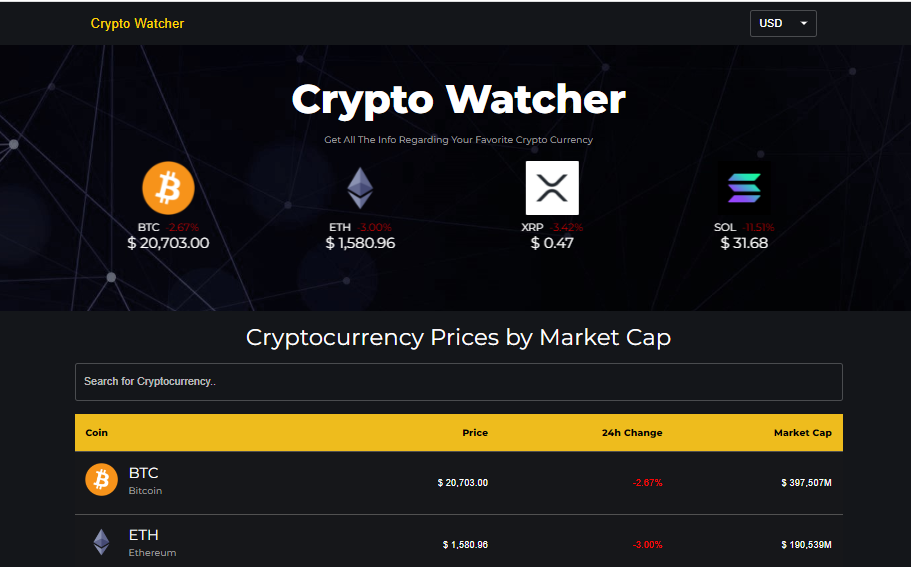 Crypto Watcher
USD
Crypto Watcher
Get All The Info Regarding Your Favorite Crypto Currency
BTC -2.67% ETH -3.00% XRP -3.42% SOL -11.51%
$ 20,703.00 $ 1,580.96 $ 0.47 $ 31.68
Cryptocurrency Prices by Market Cap
Search for Cryptocurrency..
Coin Price 24h Change Market Cap
BTC
Bitcoin
$ 20,703.00 -2.67% $ 397,507M
ETH
Ethereum
$ 1,580.96 -3.00% $ 190,539M